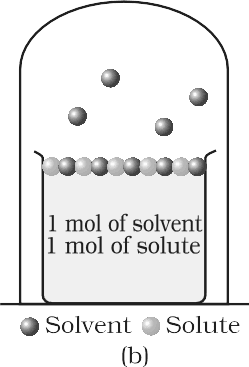 1 mol of solvent
1 mol of solute
Solvent Solute
(b)